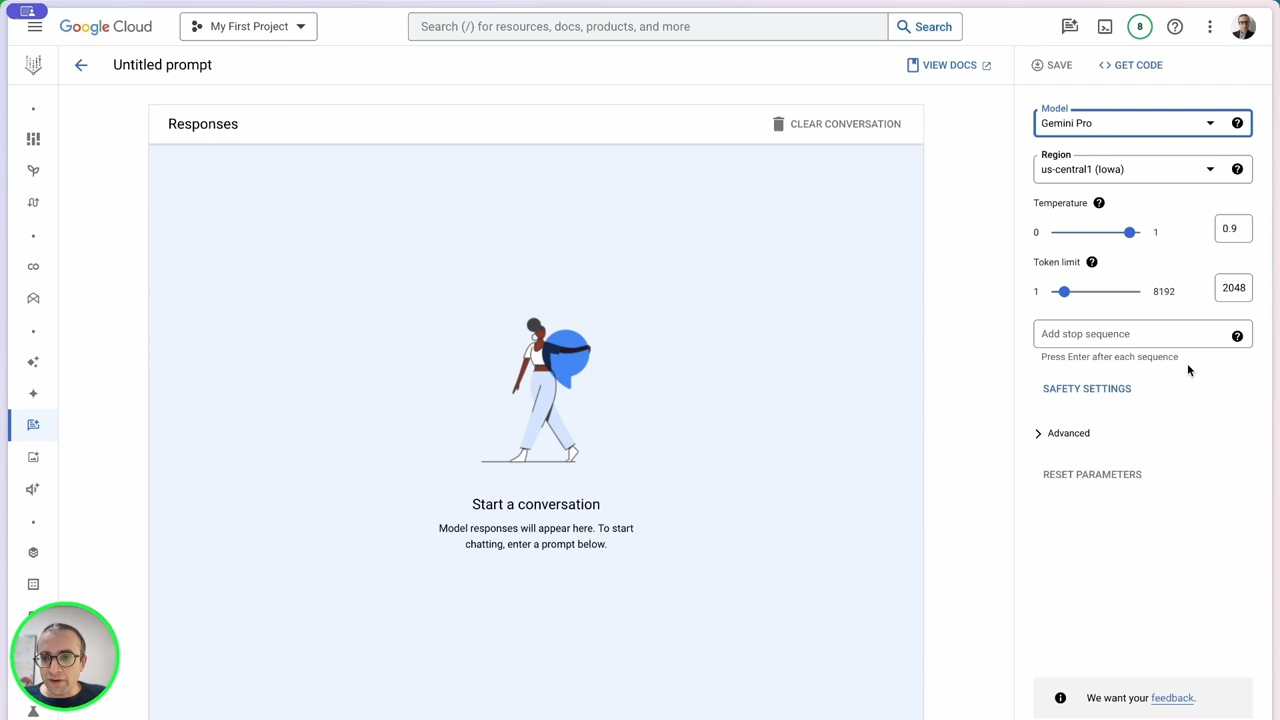 Google Cloud
My First Project
Search (/) for resources, docs, products, and more
Search
8
Untitled prompt
VIEW DOCS
SAVE
GET CODE
Responses
CLEAR CONVERSATION
Model
Gemini Pro
Region
us-central1 (Iowa)
Temperature
0
1
0.9
Token limit
1
8192
2048
Add stop sequence
Press Enter after each sequence
SAFETY SETTINGS
Advanced
RESET PARAMETERS
Start a conversation
Model responses will appear here. To start
chatting, enter a prompt below.
We want your feedback.